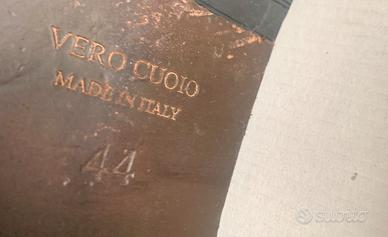 VERO CUOIO
MADE IN ITALY
44
subito